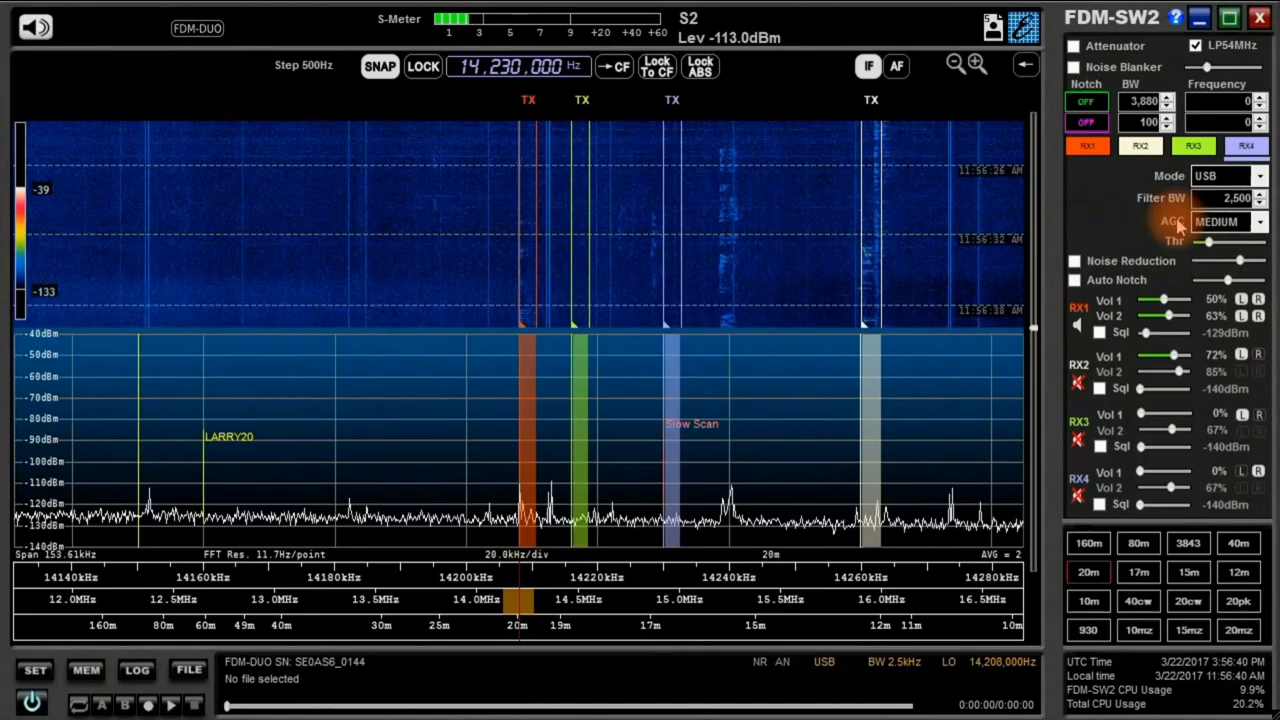 FDM-DUO
S-Meter
1 3 5 7 9 +20 +40 +60
S2
Lev -113.0dBm
Step 500Hz
SNAP
LOCK
14.230.000 Hz
→CF
Lock To CF
Lock ABS
IF
AF
TX TX TX TX
-39
-133
11:56:26 AM
11:56:32 AM
11:56:38 AM
-40dBm
-50dBm
-60dBm
-70dBm
-80dBm
-90dBm
-100dBm
-110dBm
-120dBm
-130dBm
-140dBm
LARRY20
Slow Scan
Span 153.61kHz
FFT Res. 11.7Hz/point
20.0kHz/div
20m
AVG = 2
14140kHz 14160kHz 14180kHz 14200kHz 14220kHz 14240kHz 14260kHz 14280kHz
12.0MHz 12.5MHz 13.0MHz 13.5MHz 14.0MHz 14.5MHz 15.0MHz 15.5MHz 16.0MHz 16.5MHz
160m 80m 60m 49m 40m 30m 25m 20m 19m 17m 15m 12m 11m 10m
SET
MEM
LOG
FILE
A B
FDM-DUO SN: SE0AS6_0144
No file selected
NR AN USB BW 2.5kHz LO 14,208,000Hz
0:00:00/0:00:00
FDM-SW2
Attenuator
LP54MHz
Noise Blanker
Notch BW Frequency
OFF 3,880 0
OFF 100 0
RX1 RX2 RX3 RX4
Mode USB
Filter BW 2,500
AGC MEDIUM
Thr
Noise Reduction
Auto Notch
RX1
Vol 1 50% L R
Vol 2 63% L R
Sql -129dBm
RX2
Vol 1 72% L R
Vol 2 85% L R
Sql -140dBm
RX3
Vol 1 0% L R
Vol 2 67% L R
Sql -140dBm
RX4
Vol 1 0% L R
Vol 2 67% L R
Sql -140dBm
160m 80m 3843 40m
20m 17m 15m 12m
10m 40cw 20cw 20pk
930 10mz 15mz 20mz
UTC Time 3/22/2017 3:56:40 PM
Local time 3/22/2017 11:56:40 AM
FDM-SW2 CPU Usage 9.9%
Total CPU Usage 20.2%